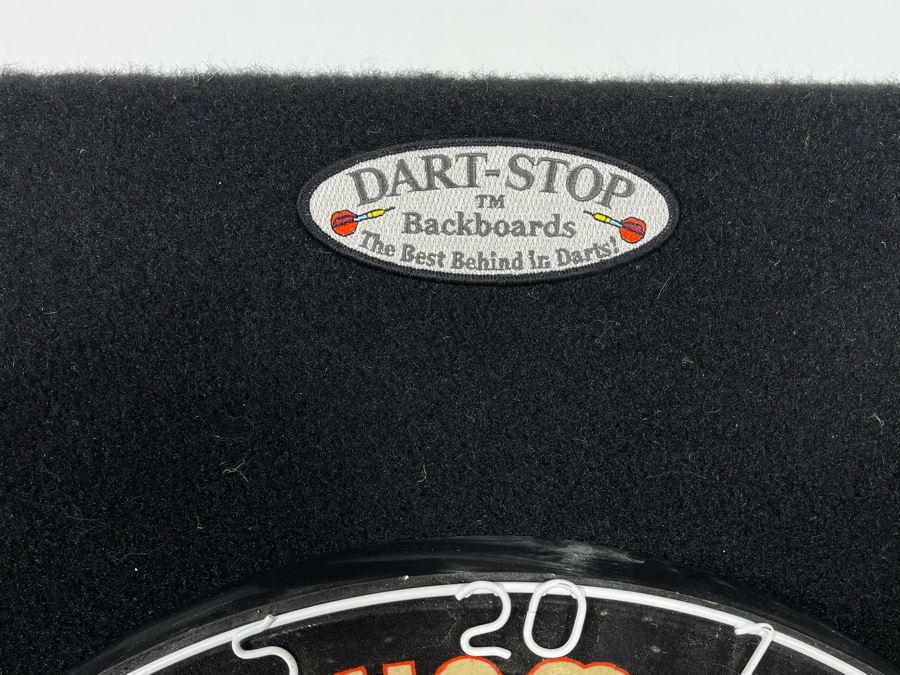 DART-STOP
TM
Backboards
The Best Behind in Darts!
5 20 1